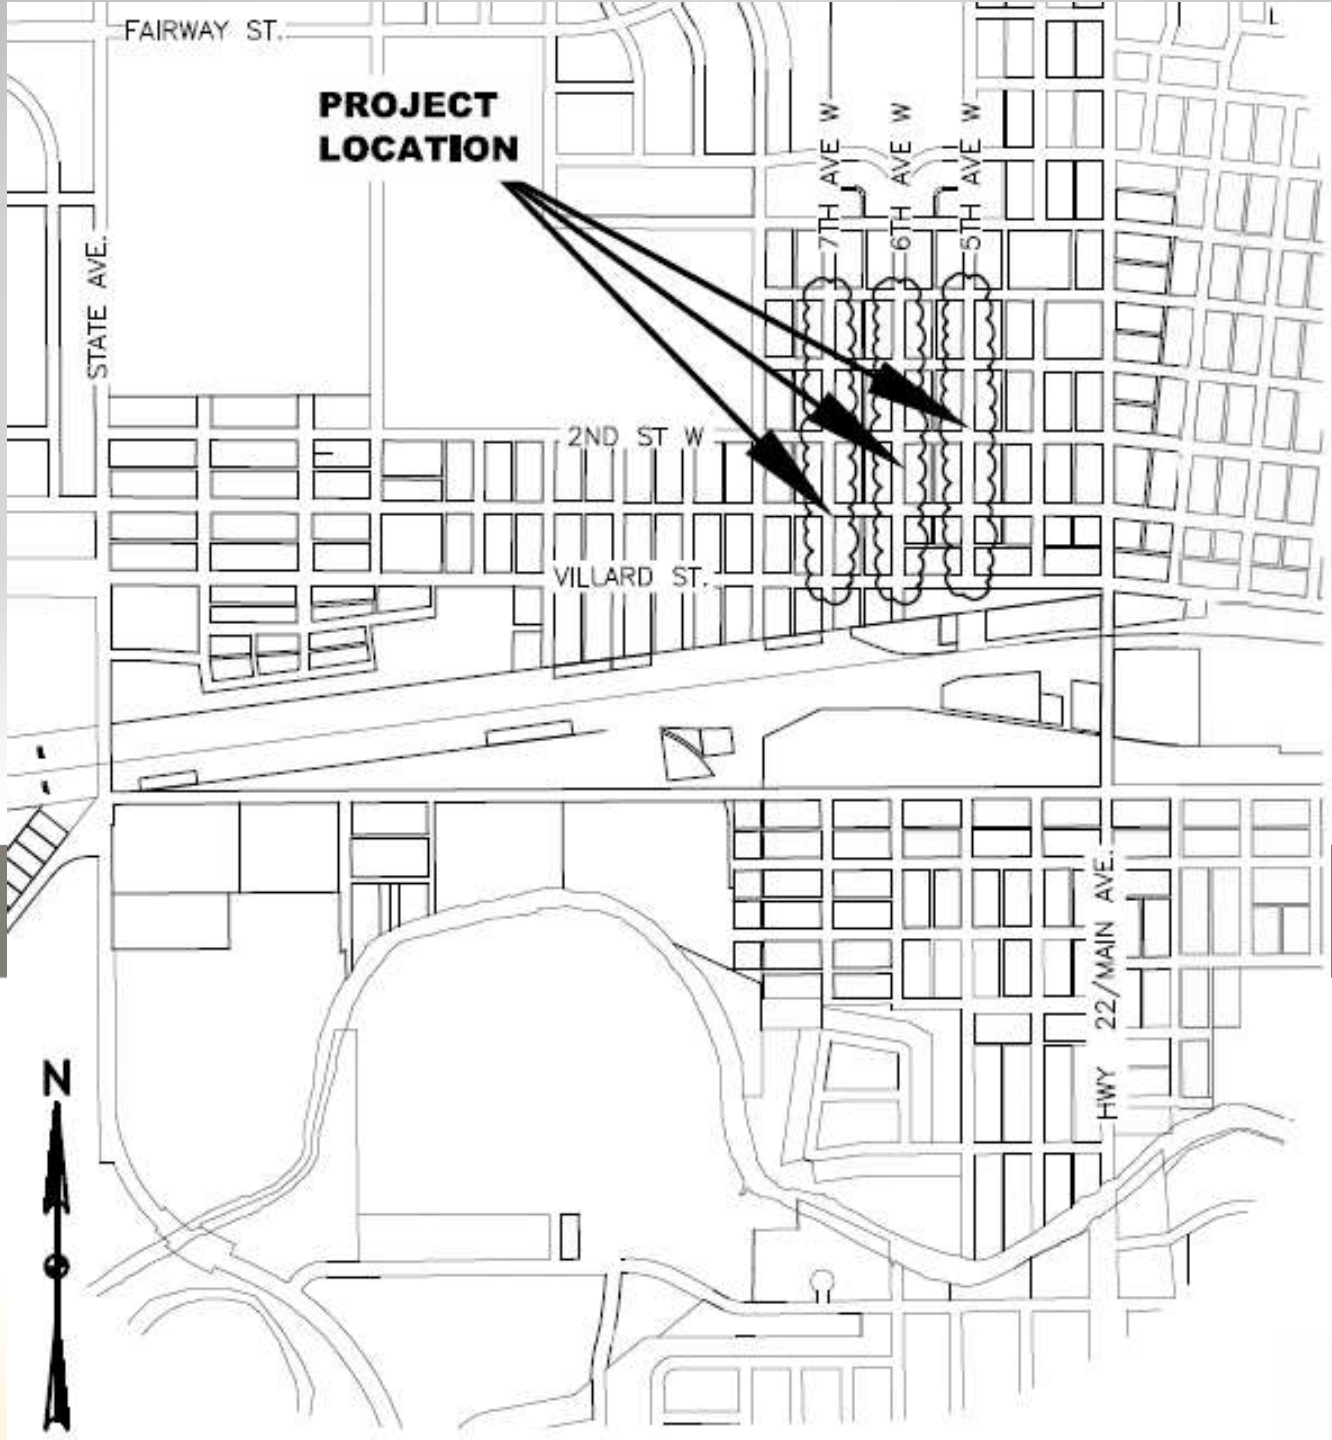 FAIRWAY ST.
PROJECT
LOCATION
7TH AVE W
6TH AVE W
5TH AVE W
STATE AVE.
2ND ST W
VILLARD ST.
HWY 22/MAIN AVE.
N